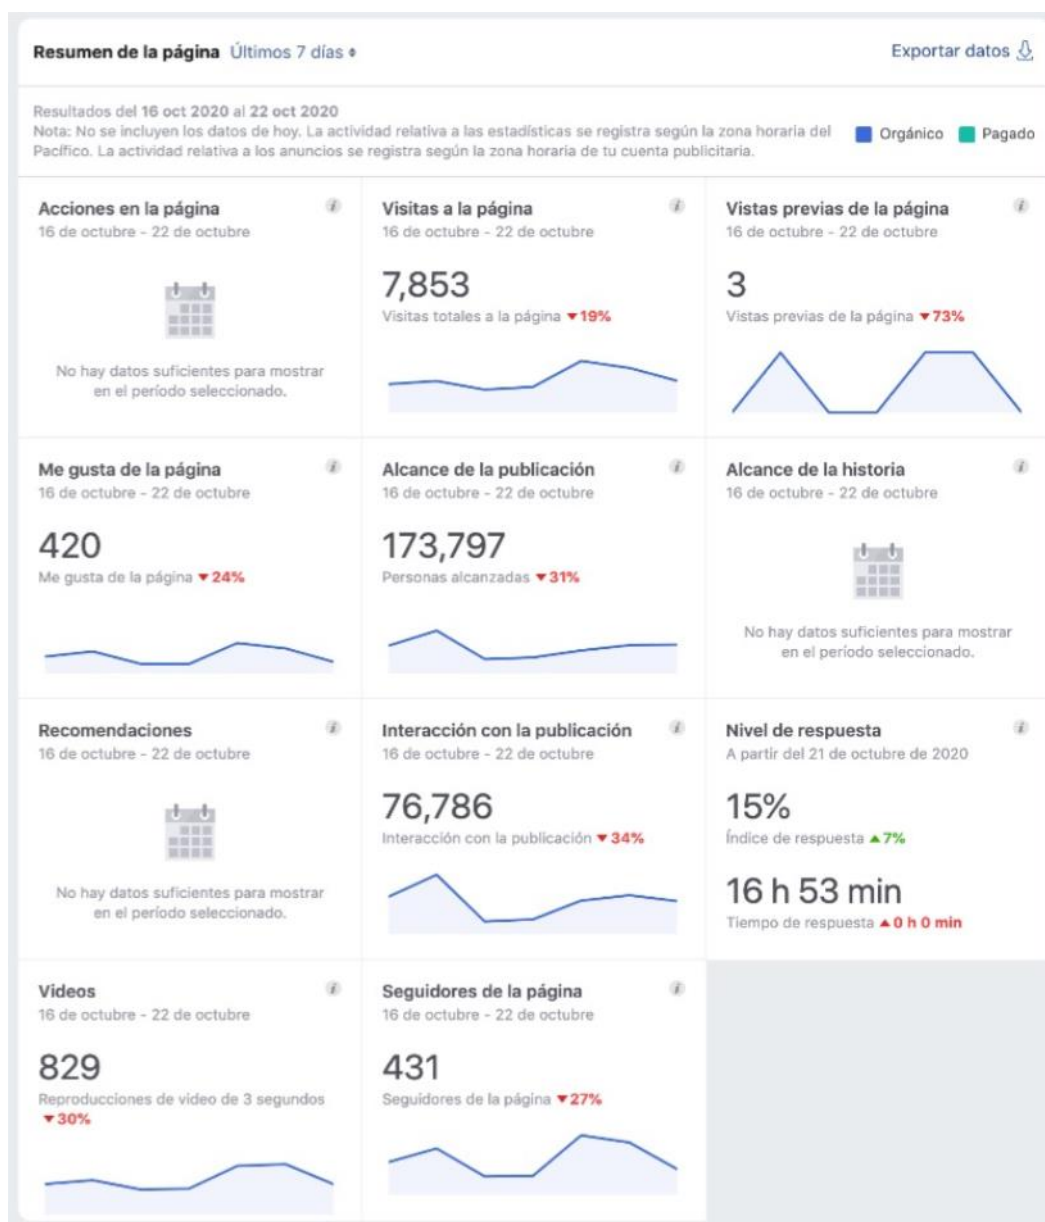 Resumen de la página Últimos 7 días
Exportar datos
Resultados del 16 oct 2020 al 22 oct 2020
Nota: No se incluyen los datos de hoy. La actividad relativa a las estadísticas se registra según la zona horaria del
Pacífico. La actividad relativa a los anuncios se registra según la zona horaria de tu cuenta publicitaria.
Orgánico Pagado
Acciones en la página
16 de octubre - 22 de octubre
No hay datos suficientes para mostrar
en el período seleccionado.
Visitas a la página
16 de octubre - 22 de octubre
7,853
Visitas totales a la página ▼19%
Vistas previas de la página
16 de octubre - 22 de octubre
3
Vistas previas de la página ▼73%
Me gusta de la página
16 de octubre - 22 de octubre
420
Me gusta de la página ▼24%
Alcance de la publicación
16 de octubre - 22 de octubre
173,797
Personas alcanzadas ▼31%
Alcance de la historia
16 de octubre - 22 de octubre
No hay datos suficientes para mostrar
en el período seleccionado.
Recomendaciones
16 de octubre - 22 de octubre
No hay datos suficientes para mostrar
en el período seleccionado.
Interacción con la publicación
16 de octubre - 22 de octubre
76,786
Interacción con la publicación ▼34%
Nivel de respuesta
A partir del 21 de octubre de 2020
15%
Índice de respuesta ▲7%
16 h 53 min
Tiempo de respuesta ▲0 h 0 min
Videos
16 de octubre - 22 de octubre
829
Reproducciones de video de 3 segundos
▼30%
Seguidores de la página
16 de octubre - 22 de octubre
431
Seguidores de la página ▼27%